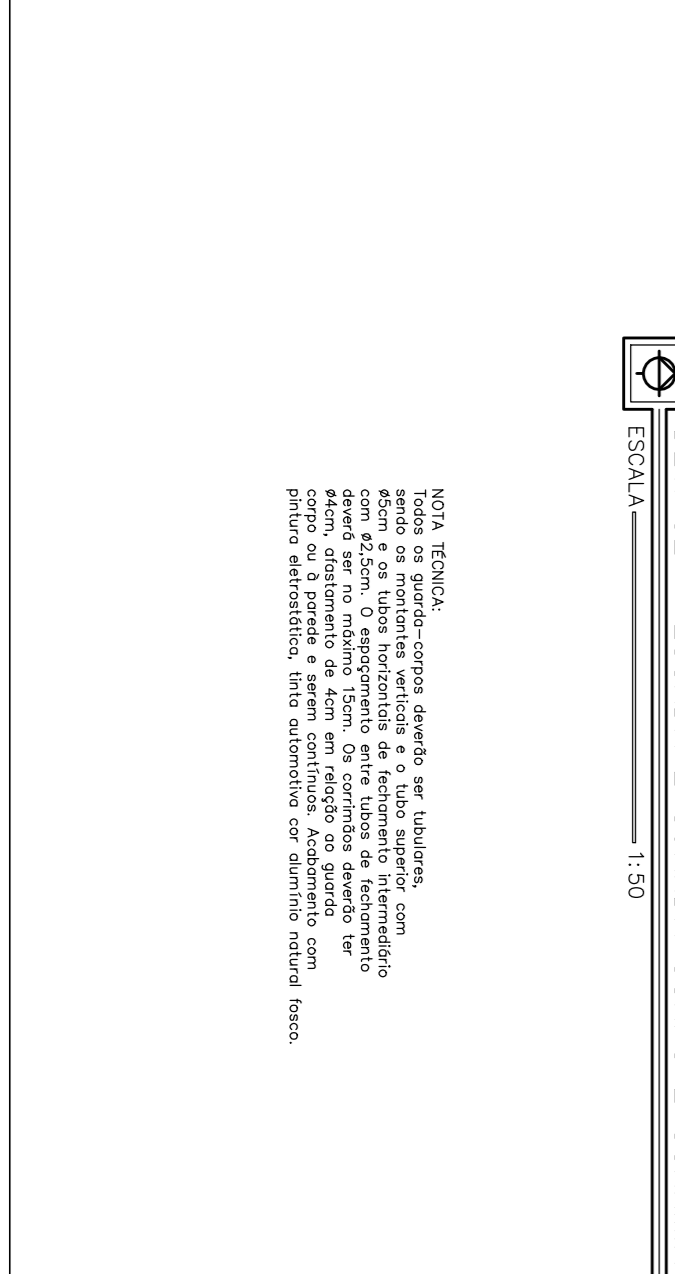 ESCALA 1:50
NOTA TÉCNICA:
Todos os guarda-corpos deverão ser tubulares,
sendo os montantes verticais e o tubo superior com
ø5cm e os tubos horizontais de fechamento intermediário
com ø2,5cm. O espaçamento entre tubos de fechamento
deverá ser no máximo 15cm. Os corrimãos deverão ter
ø4cm, afastamento de 4cm em relação ao guarda
corpo ou à parede e serem contínuos. Acabamento com
pintura eletrostática, tinta automotiva cor alumínio natural fosco.